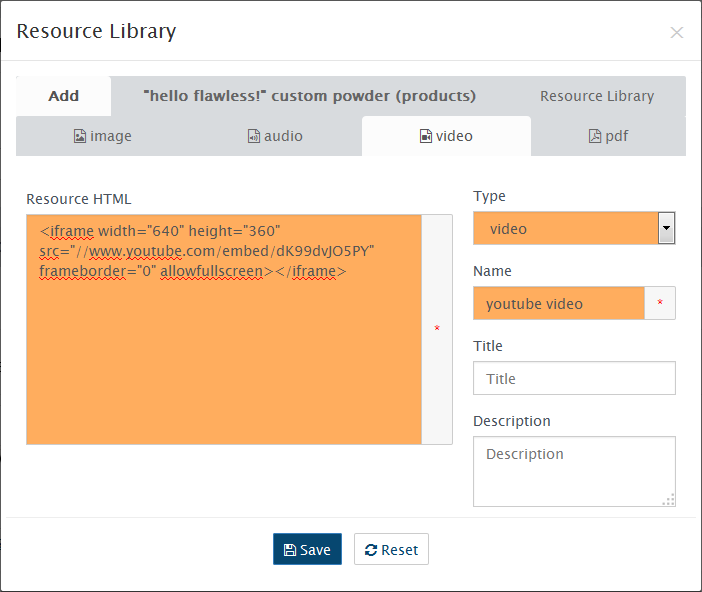 Resource Library
Add "hello flawless!" custom powder (products) Resource Library
image audio video pdf
Resource HTML
<iframe width="640" height="360"
src="//www.youtube.com/embed/dK99dvJO5PY"
frameborder="0" allowfullscreen></iframe>
*
Type
video
Name
youtube video *
Title
Title
Description
Description
Save Reset